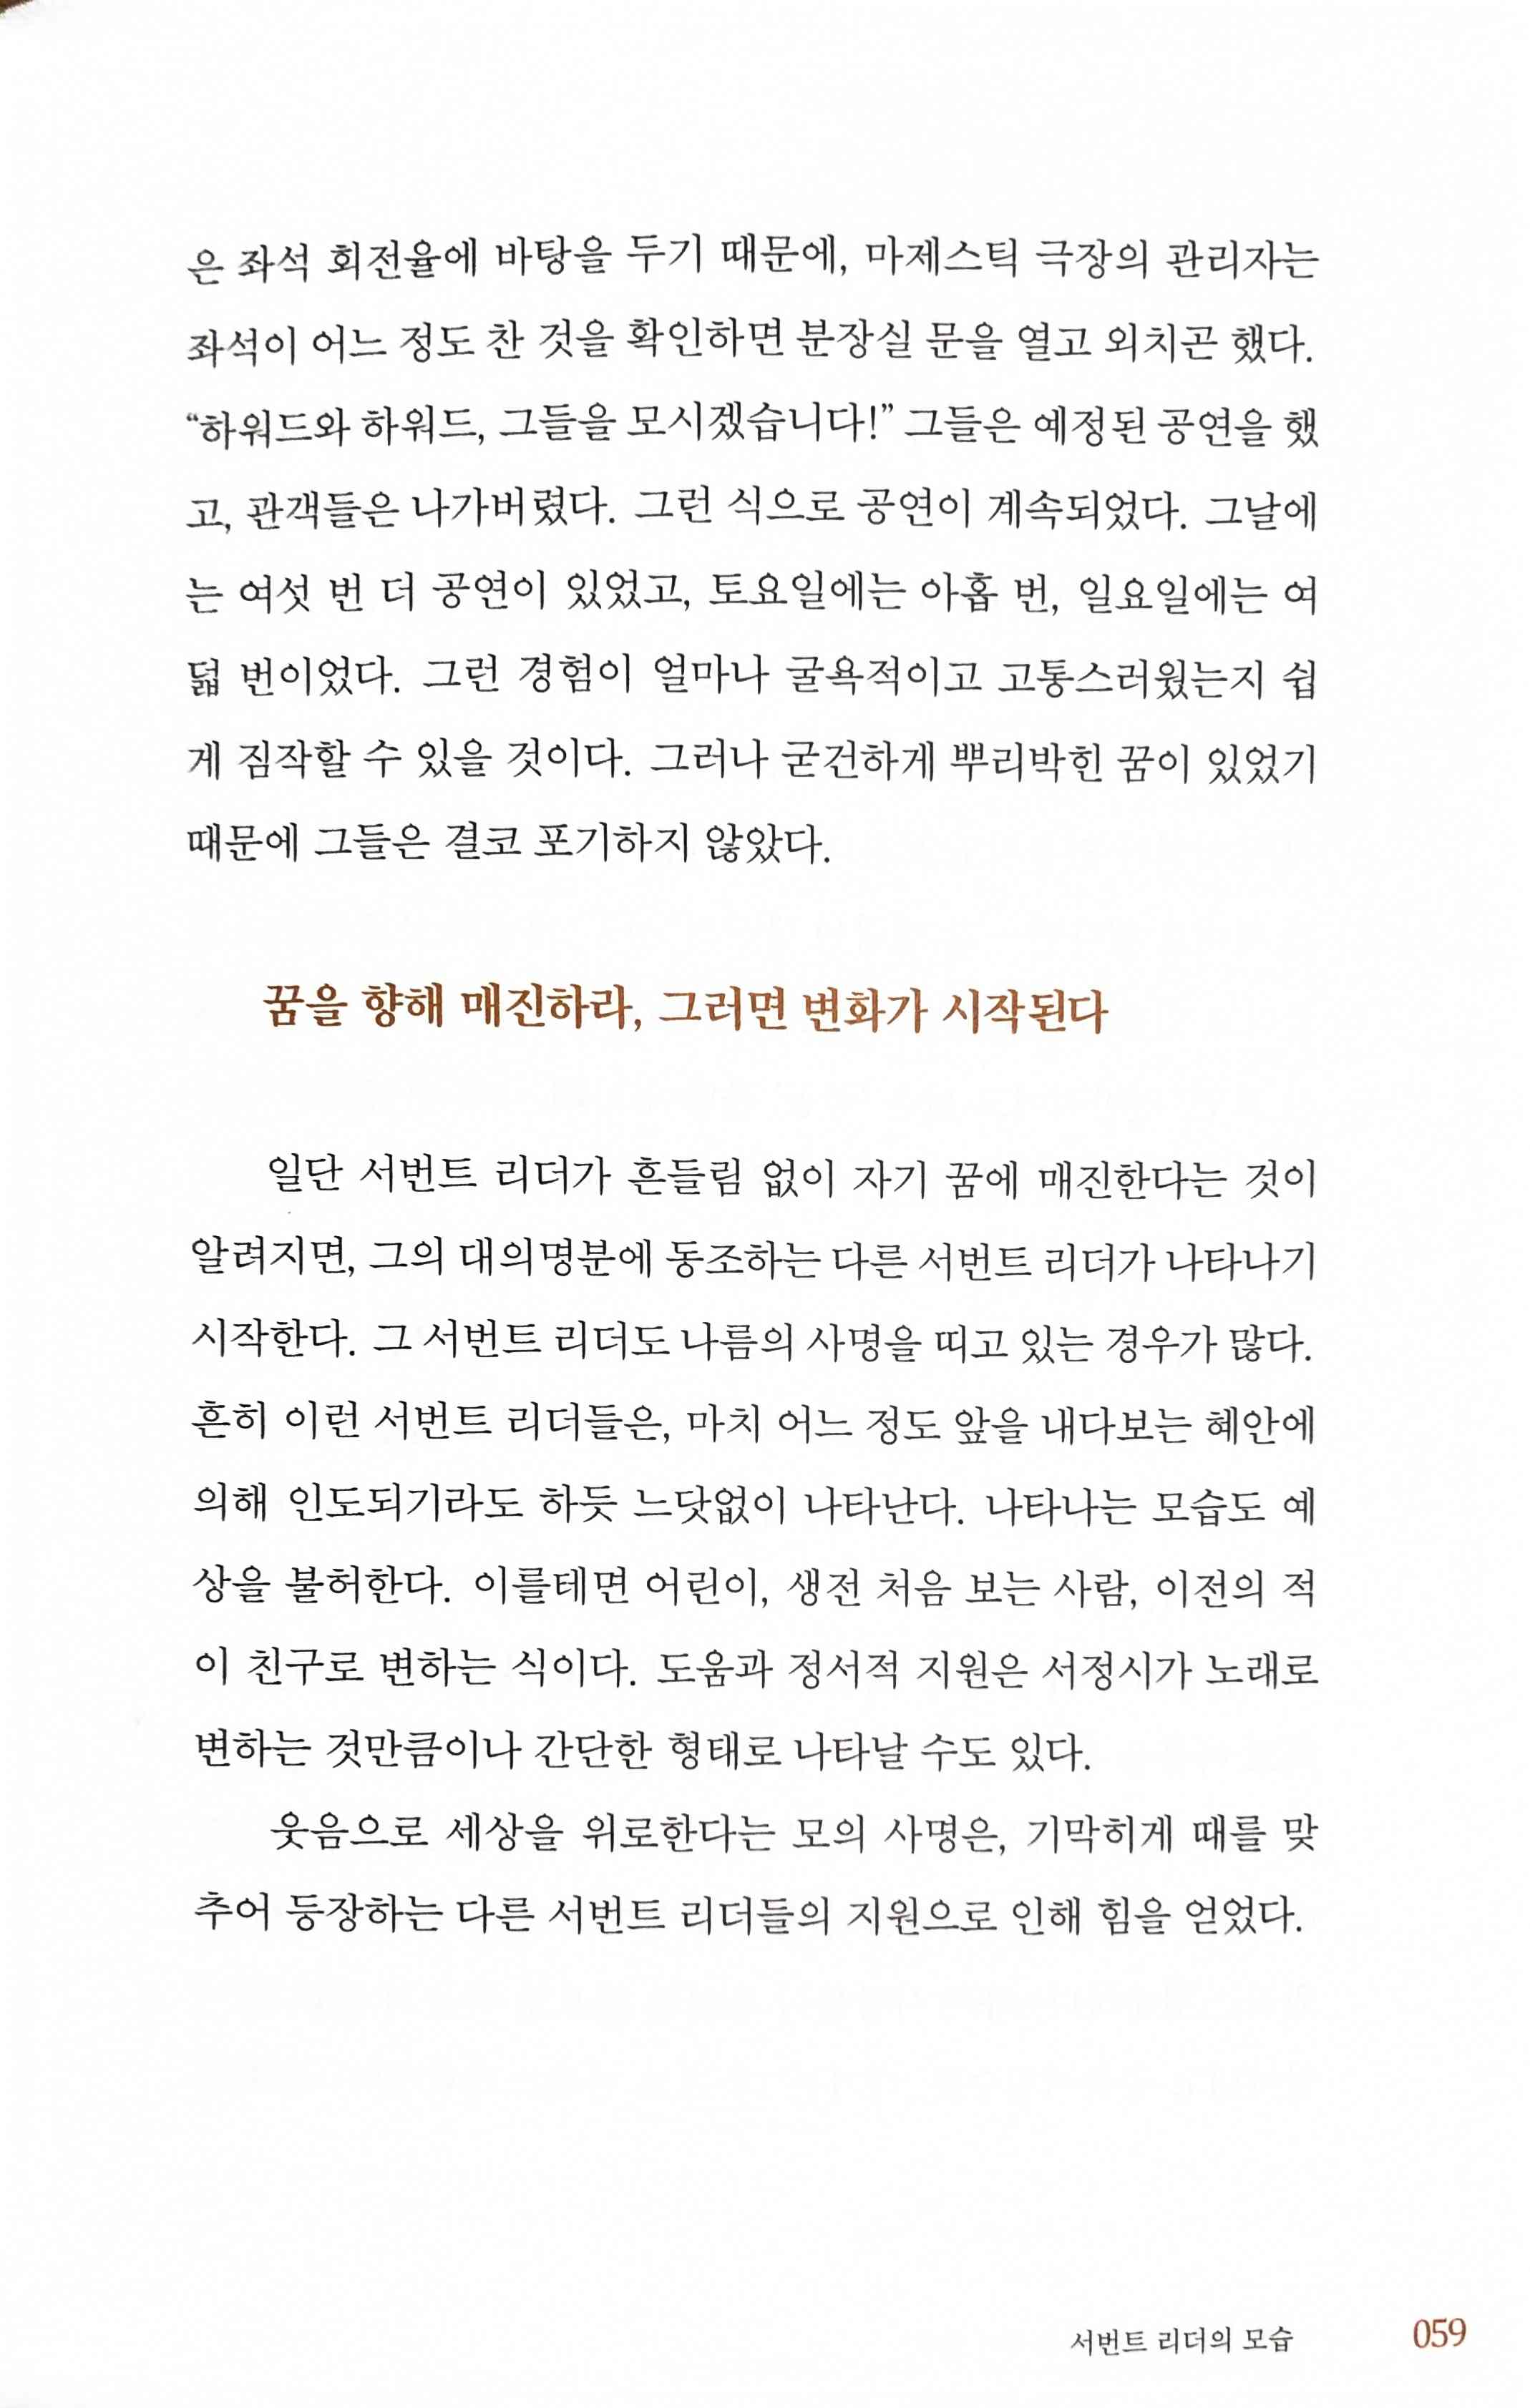 은 좌석 회전율에 바탕을 두기 때문에, 마제스틱 극장의 관리자는
좌석이 어느 정도 찬 것을 확인하면 분장실 문을 열고 외치곤 했다.
“하워드와 하워드, 그들을 모시겠습니다!” 그들은 예정된 공연을 했
고, 관객들은 나가버렸다. 그런 식으로 공연이 계속되었다. 그날에
는 여섯 번 더 공연이 있었고, 토요일에는 아홉 번, 일요일에는 여
덟 번이었다. 그런 경험이 얼마나 굴욕적이고 고통스러웠는지 쉽
게 짐작할 수 있을 것이다. 그러나 굳건하게 뿌리박힌 꿈이 있었기
때문에 그들은 결코 포기하지 않았다.
꿈을 향해 매진하라, 그러면 변화가 시작된다
일단 서번트 리더가 흔들림 없이 자기 꿈에 매진한다는 것이
알려지면, 그의 대의명분에 동조하는 다른 서번트 리더가 나타나기
시작한다. 그 서번트 리더도 나름의 사명을 띠고 있는 경우가 많다.
흔히 이런 서번트 리더들은, 마치 어느 정도 앞을 내다보는 혜안에
의해 인도되기라도 하듯 느닷없이 나타난다. 나타나는 모습도 예
상을 불허한다. 이를테면 어린이, 생전 처음 보는 사람, 이전의 적
이 친구로 변하는 식이다. 도움과 정서적 지원은 서정시가 노래로
변하는 것만큼이나 간단한 형태로 나타날 수도 있다.
웃음으로 세상을 위로한다는 모의 사명은, 기막히게 때를 맞
추어 등장하는 다른 서번트 리더들의 지원으로 인해 힘을 얻었다.
서번트 리더의 모습 059